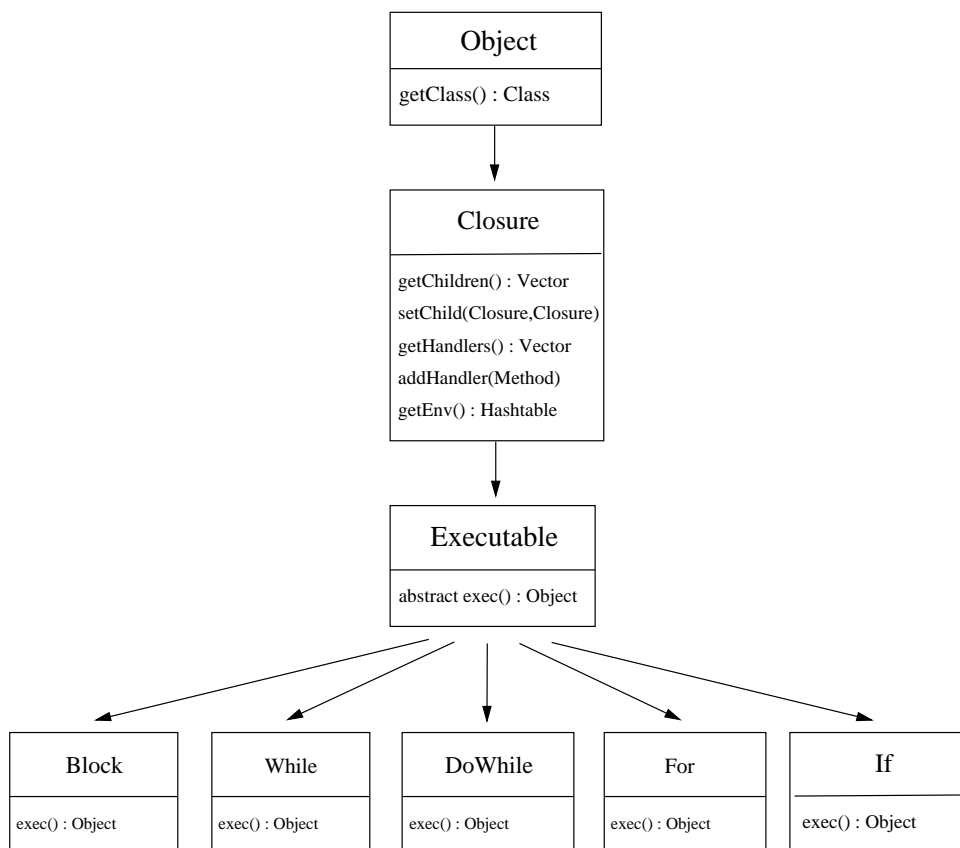 Object
getClass() : Class
Closure
getChildren() : Vector
setChild(Closure,Closure)
getHandlers() : Vector
addHandler(Method)
getEnv() : Hashtable
Executable
abstract exec() : Object
Block
exec() : Object
While
exec() : Object
DoWhile
exec() : Object
For
exec() : Object
If
exec() : Object